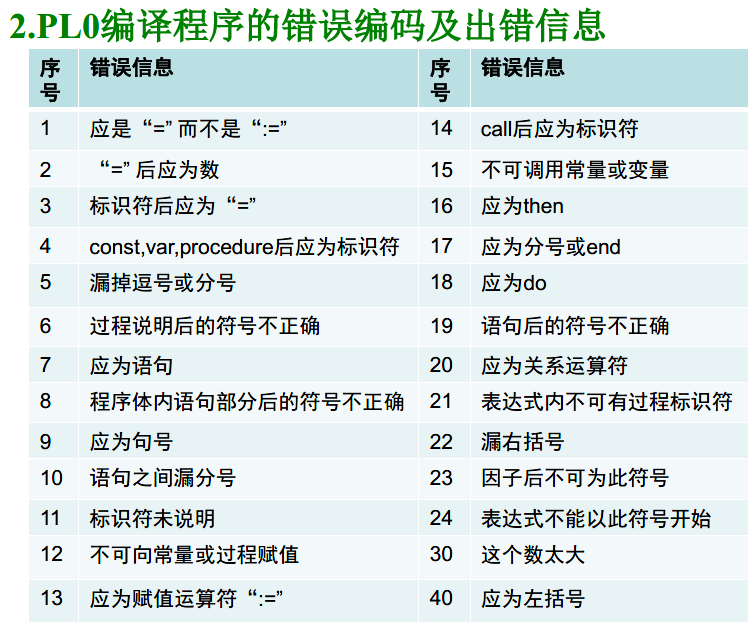 2.PL0编译程序的错误编码及出错信息
序号 错误信息 序号 错误信息
1 应是“=”而不是“:=” 14 call后应为标识符
2 “=”后应为数 15 不可调用常量或变量
3 标识符后应为“=” 16 应为then
4 const,var,procedure后应为标识符 17 应为分号或end
5 漏掉逗号或分号 18 应为do
6 过程说明后的符号不正确 19 语句后的符号不正确
7 应为语句 20 应为关系运算符
8 程序体内语句部分后的符号不正确 21 表达式内不可有过程标识符
9 应为句号 22 漏右括号
10 语句之间漏分号 23 因子后不可为此符号
11 标识符未说明 24 表达式不能以此符号开始
12 不可向常量或过程赋值 30 这个数太大
13 应为赋值运算符“:=” 40 应为左括号